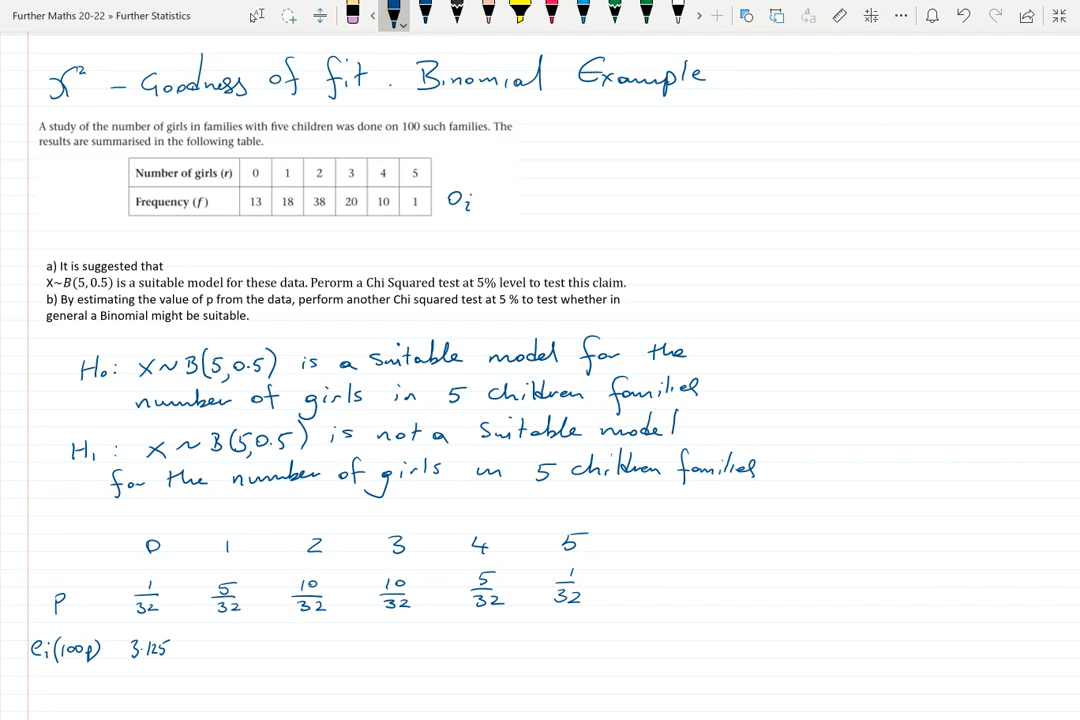 Further Maths 20-22 » Further Statistics
χ² – Goodness of fit. Binomial Example
A study of the number of girls in families with five children was done on 100 such families. The
results are summarised in the following table.
Number of girls (r) 0 1 2 3 4 5
Frequency (f) 13 18 38 20 10 1 Oi
a) It is suggested that
X~B(5, 0.5) is a suitable model for these data. Perorm a Chi Squared test at 5% level to test this claim.
b) By estimating the value of p from the data, perform another Chi squared test at 5 % to test whether in
general a Binomial might be suitable.
H₀: X~B(5,0.5) is a suitable model for the
number of girls in 5 children families
H₁: X ~ B(5,0.5) is not a suitable model
for the number of girls in 5 children families
0 1 2 3 4 5
P 1/32 5/32 10/32 10/32 5/32 1/32
ei(100p) 3.125